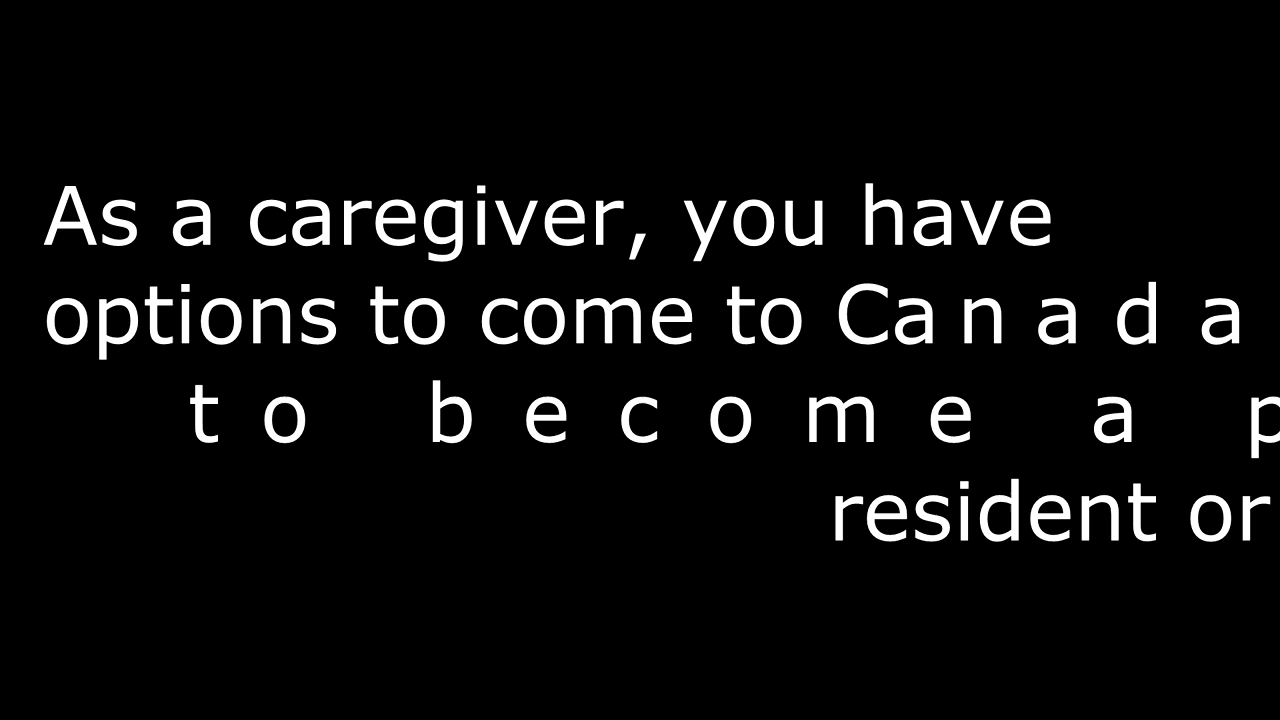 As a caregiver, you have
options to come to Canada
to become a p
resident or